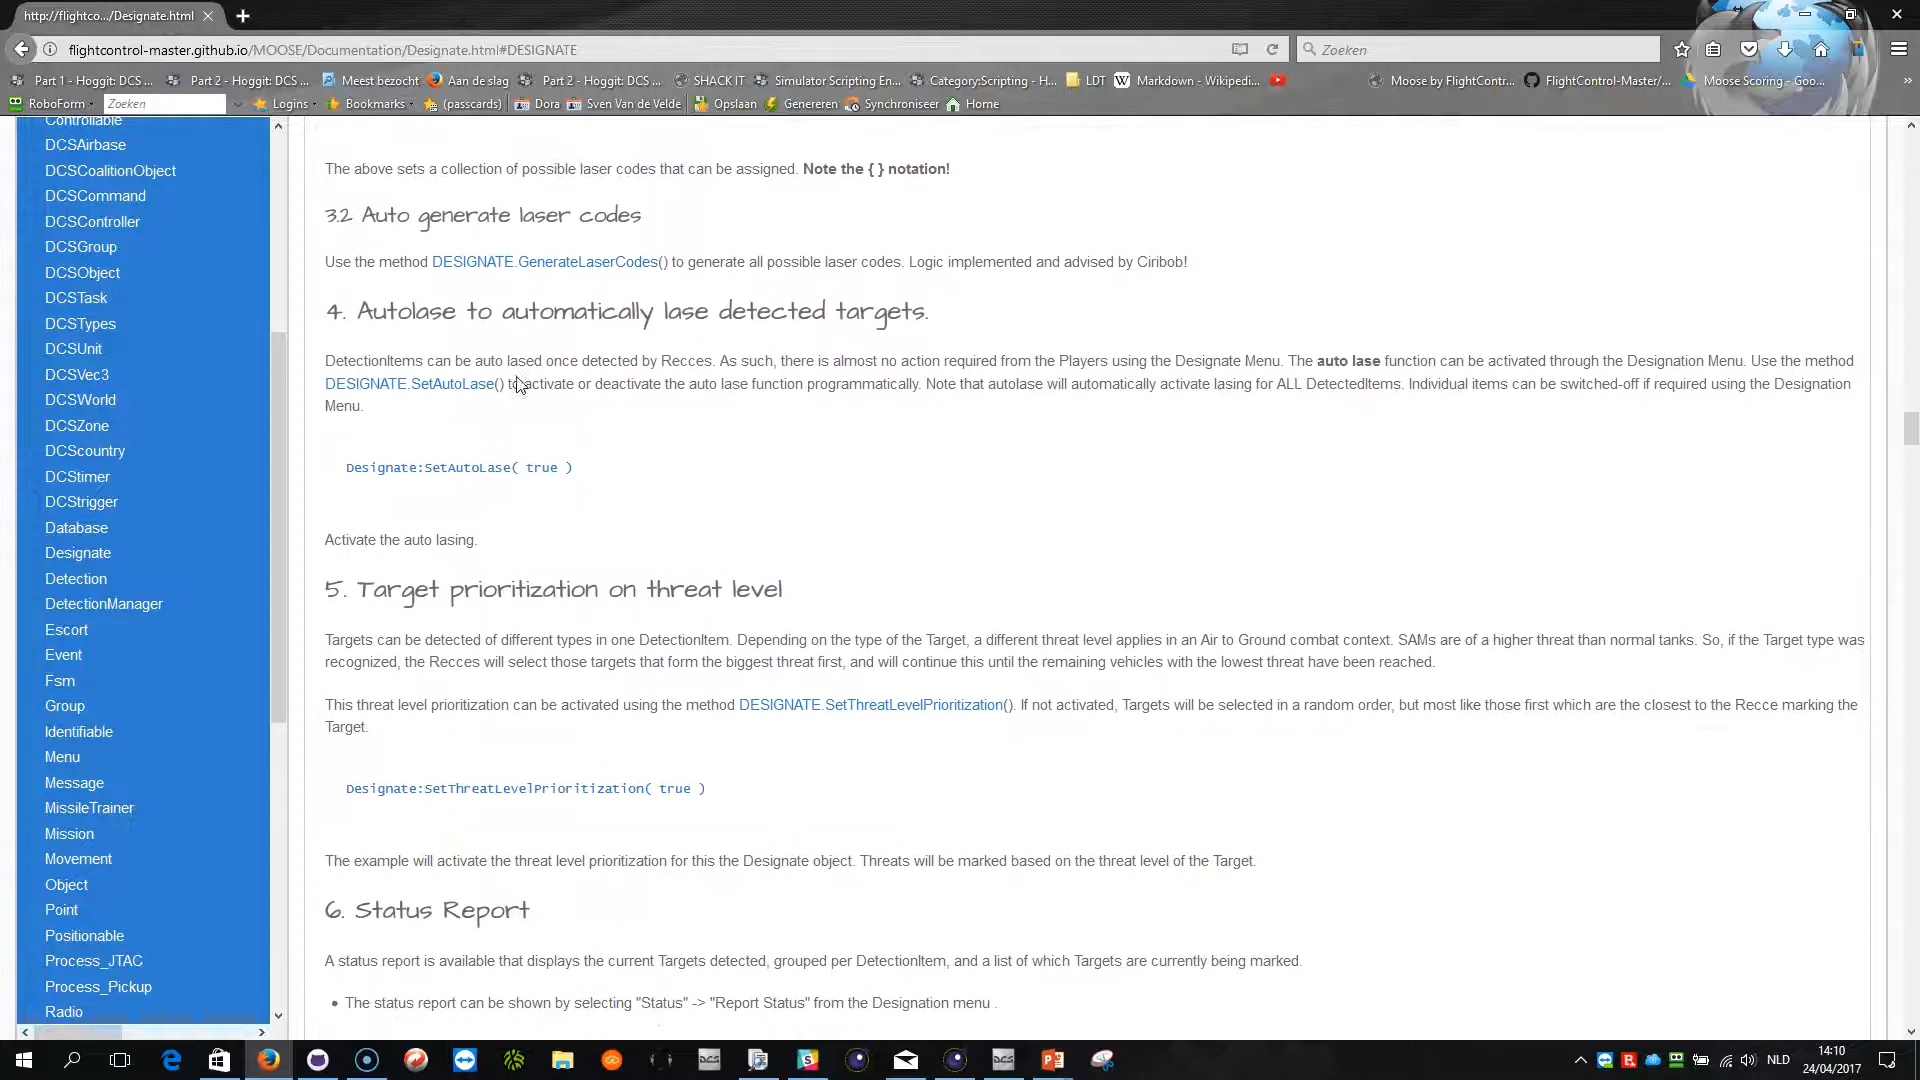 http://flightco.../Designate.html
flightcontrol-master.github.io/MOOSE/Documentation/Designate.html#DESIGNATE
Zoeken
Part 1 - Hoggit: DCS ...
Part 2 - Hoggit: DCS ...
Meest bezocht
Aan de slag
Part 2 - Hoggit: DCS ...
SHACK IT
Simulator Scripting En...
Category:Scripting - H...
LDT
Markdown - Wikipedi...
Moose by FlightContr...
FlightControl-Master/...
Moose Scoring - Goo...
RoboForm
Zoeken
Logins
Bookmarks
(passcards)
Dora
Sven Van de Velde
Opslaan
Genereren
Synchroniseer
Home
Controllable
DCSAirbase
DCSCoalitionObject
DCSCommand
DCSController
DCSGroup
DCSObject
DCSTask
DCSTypes
DCSUnit
DCSVec3
DCSWorld
DCSZone
DCScountry
DCStimer
DCStrigger
Database
Designate
Detection
DetectionManager
Escort
Event
Fsm
Group
Identifiable
Menu
Message
MissileTrainer
Mission
Movement
Object
Point
Positionable
Process_JTAC
Process_Pickup
Radio
The above sets a collection of possible laser codes that can be assigned. Note the { } notation!
3.2 Auto generate laser codes
Use the method DESIGNATE.GenerateLaserCodes() to generate all possible laser codes. Logic implemented and advised by Ciribob!
4. Autolase to automatically lase detected targets.
DetectionItems can be auto lased once detected by Recces. As such, there is almost no action required from the Players using the Designate Menu. The auto lase function can be activated through the Designation Menu. Use the method
DESIGNATE.SetAutoLase() to activate or deactivate the auto lase function programmatically. Note that autolase will automatically activate lasing for ALL DetectedItems. Individual items can be switched-off if required using the Designation
Menu.
Designate:SetAutoLase( true )
Activate the auto lasing.
5. Target prioritization on threat level
Targets can be detected of different types in one DetectionItem. Depending on the type of the Target, a different threat level applies in an Air to Ground combat context. SAMs are of a higher threat than normal tanks. So, if the Target type was
recognized, the Recces will select those targets that form the biggest threat first, and will continue this until the remaining vehicles with the lowest threat have been reached.
This threat level prioritization can be activated using the method DESIGNATE.SetThreatLevelPrioritization(). If not activated, Targets will be selected in a random order, but most like those first which are the closest to the Recce marking the
Target.
Designate:SetThreatLevelPrioritization( true )
The example will activate the threat level prioritization for this the Designate object. Threats will be marked based on the threat level of the Target.
6. Status Report
A status report is available that displays the current Targets detected, grouped per DetectionItem, and a list of which Targets are currently being marked.
• The status report can be shown by selecting "Status" -> "Report Status" from the Designation menu .
NLD
14:10
24/04/2017